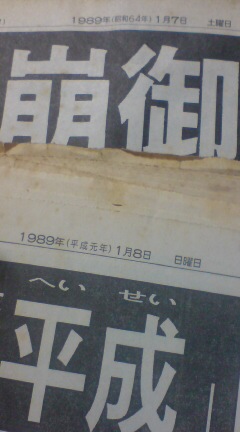 1989年(昭和64年)1月7日 土曜日
崩御
1989年(平成元年)1月8日 日曜日
へいせい
平成